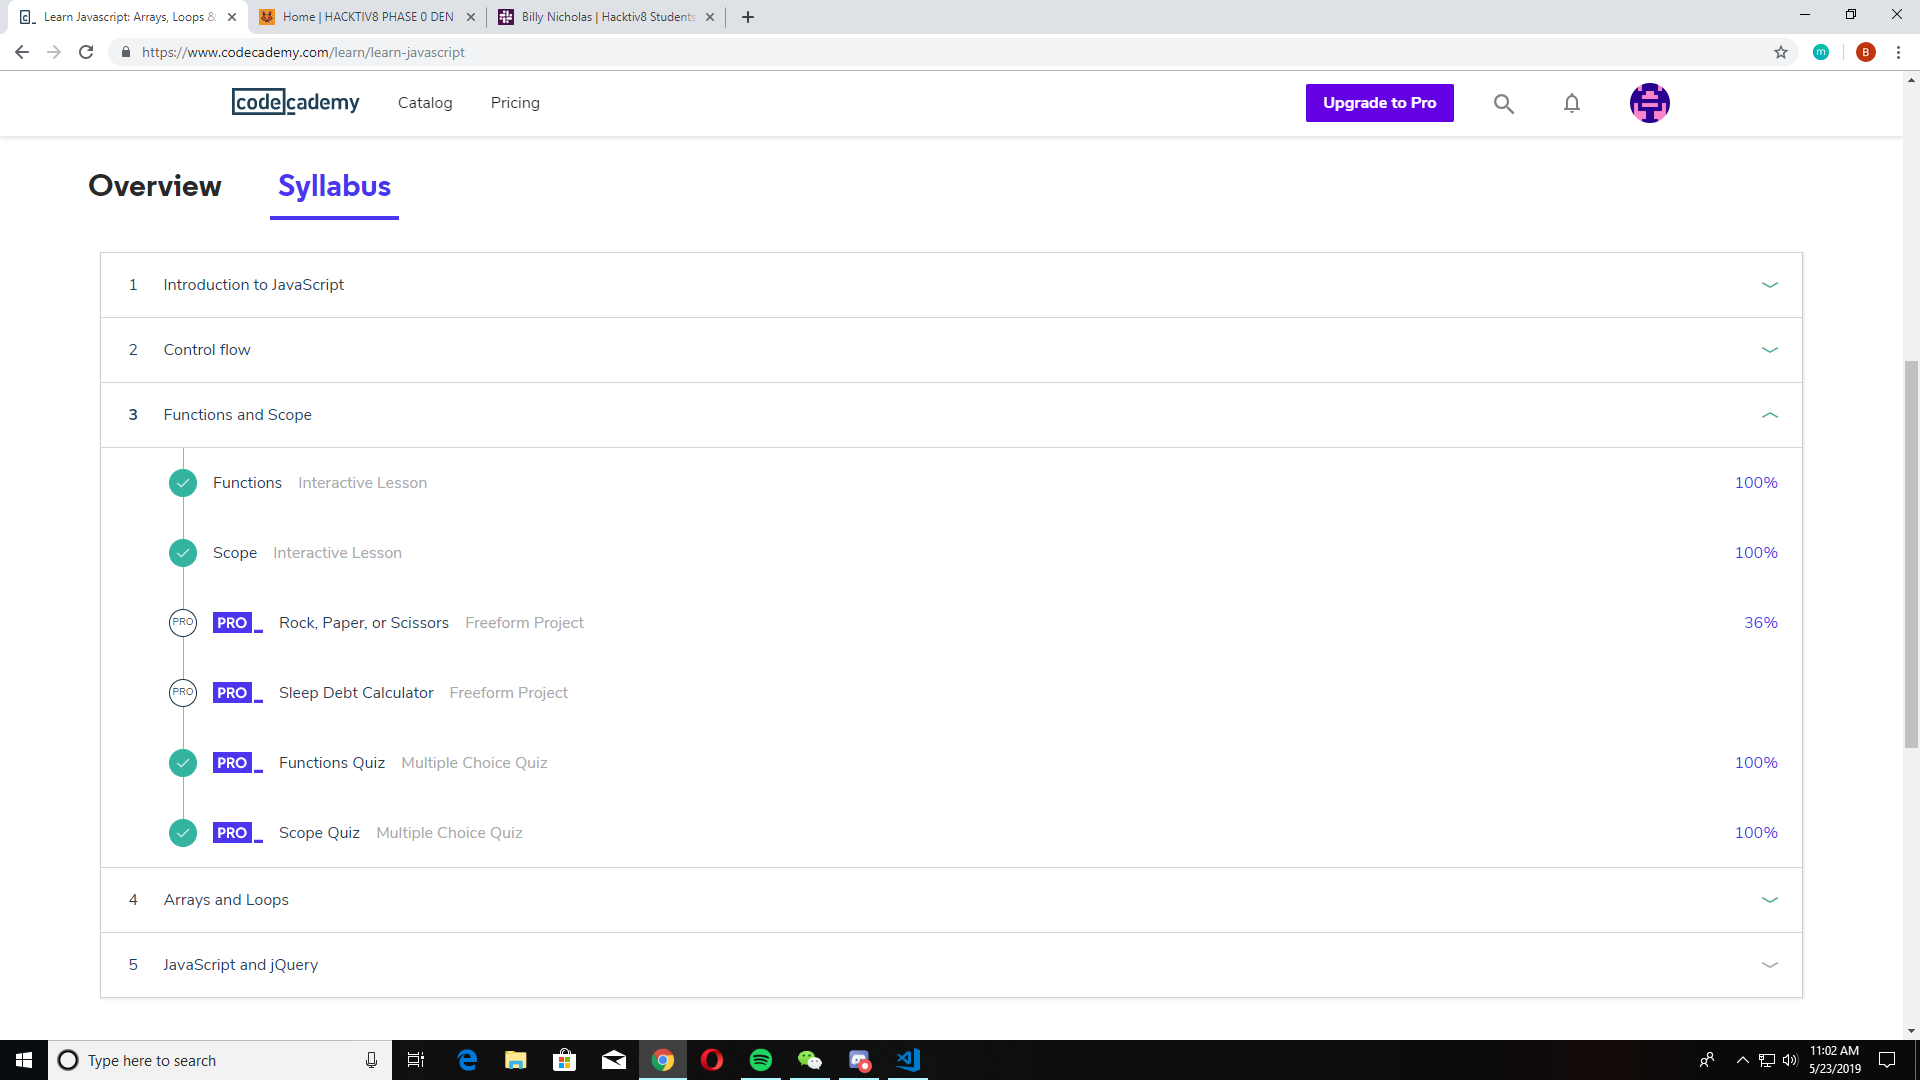 Learn Javascript: Arrays, Loops &
Home | HACKTIV8 PHASE 0 DEN
Billy Nicholas | Hacktiv8 Students
https://www.codecademy.com/learn/learn-javascript
m
B
codecademy
Catalog
Pricing
Upgrade to Pro
Overview
Syllabus
1 Introduction to JavaScript
2 Control flow
3 Functions and Scope
Functions Interactive Lesson 100%
Scope Interactive Lesson 100%
PRO PRO_ Rock, Paper, or Scissors Freeform Project 36%
PRO PRO_ Sleep Debt Calculator Freeform Project
PRO_ Functions Quiz Multiple Choice Quiz 100%
PRO_ Scope Quiz Multiple Choice Quiz 100%
4 Arrays and Loops
5 JavaScript and jQuery
Type here to search
11:02 AM
5/23/2019